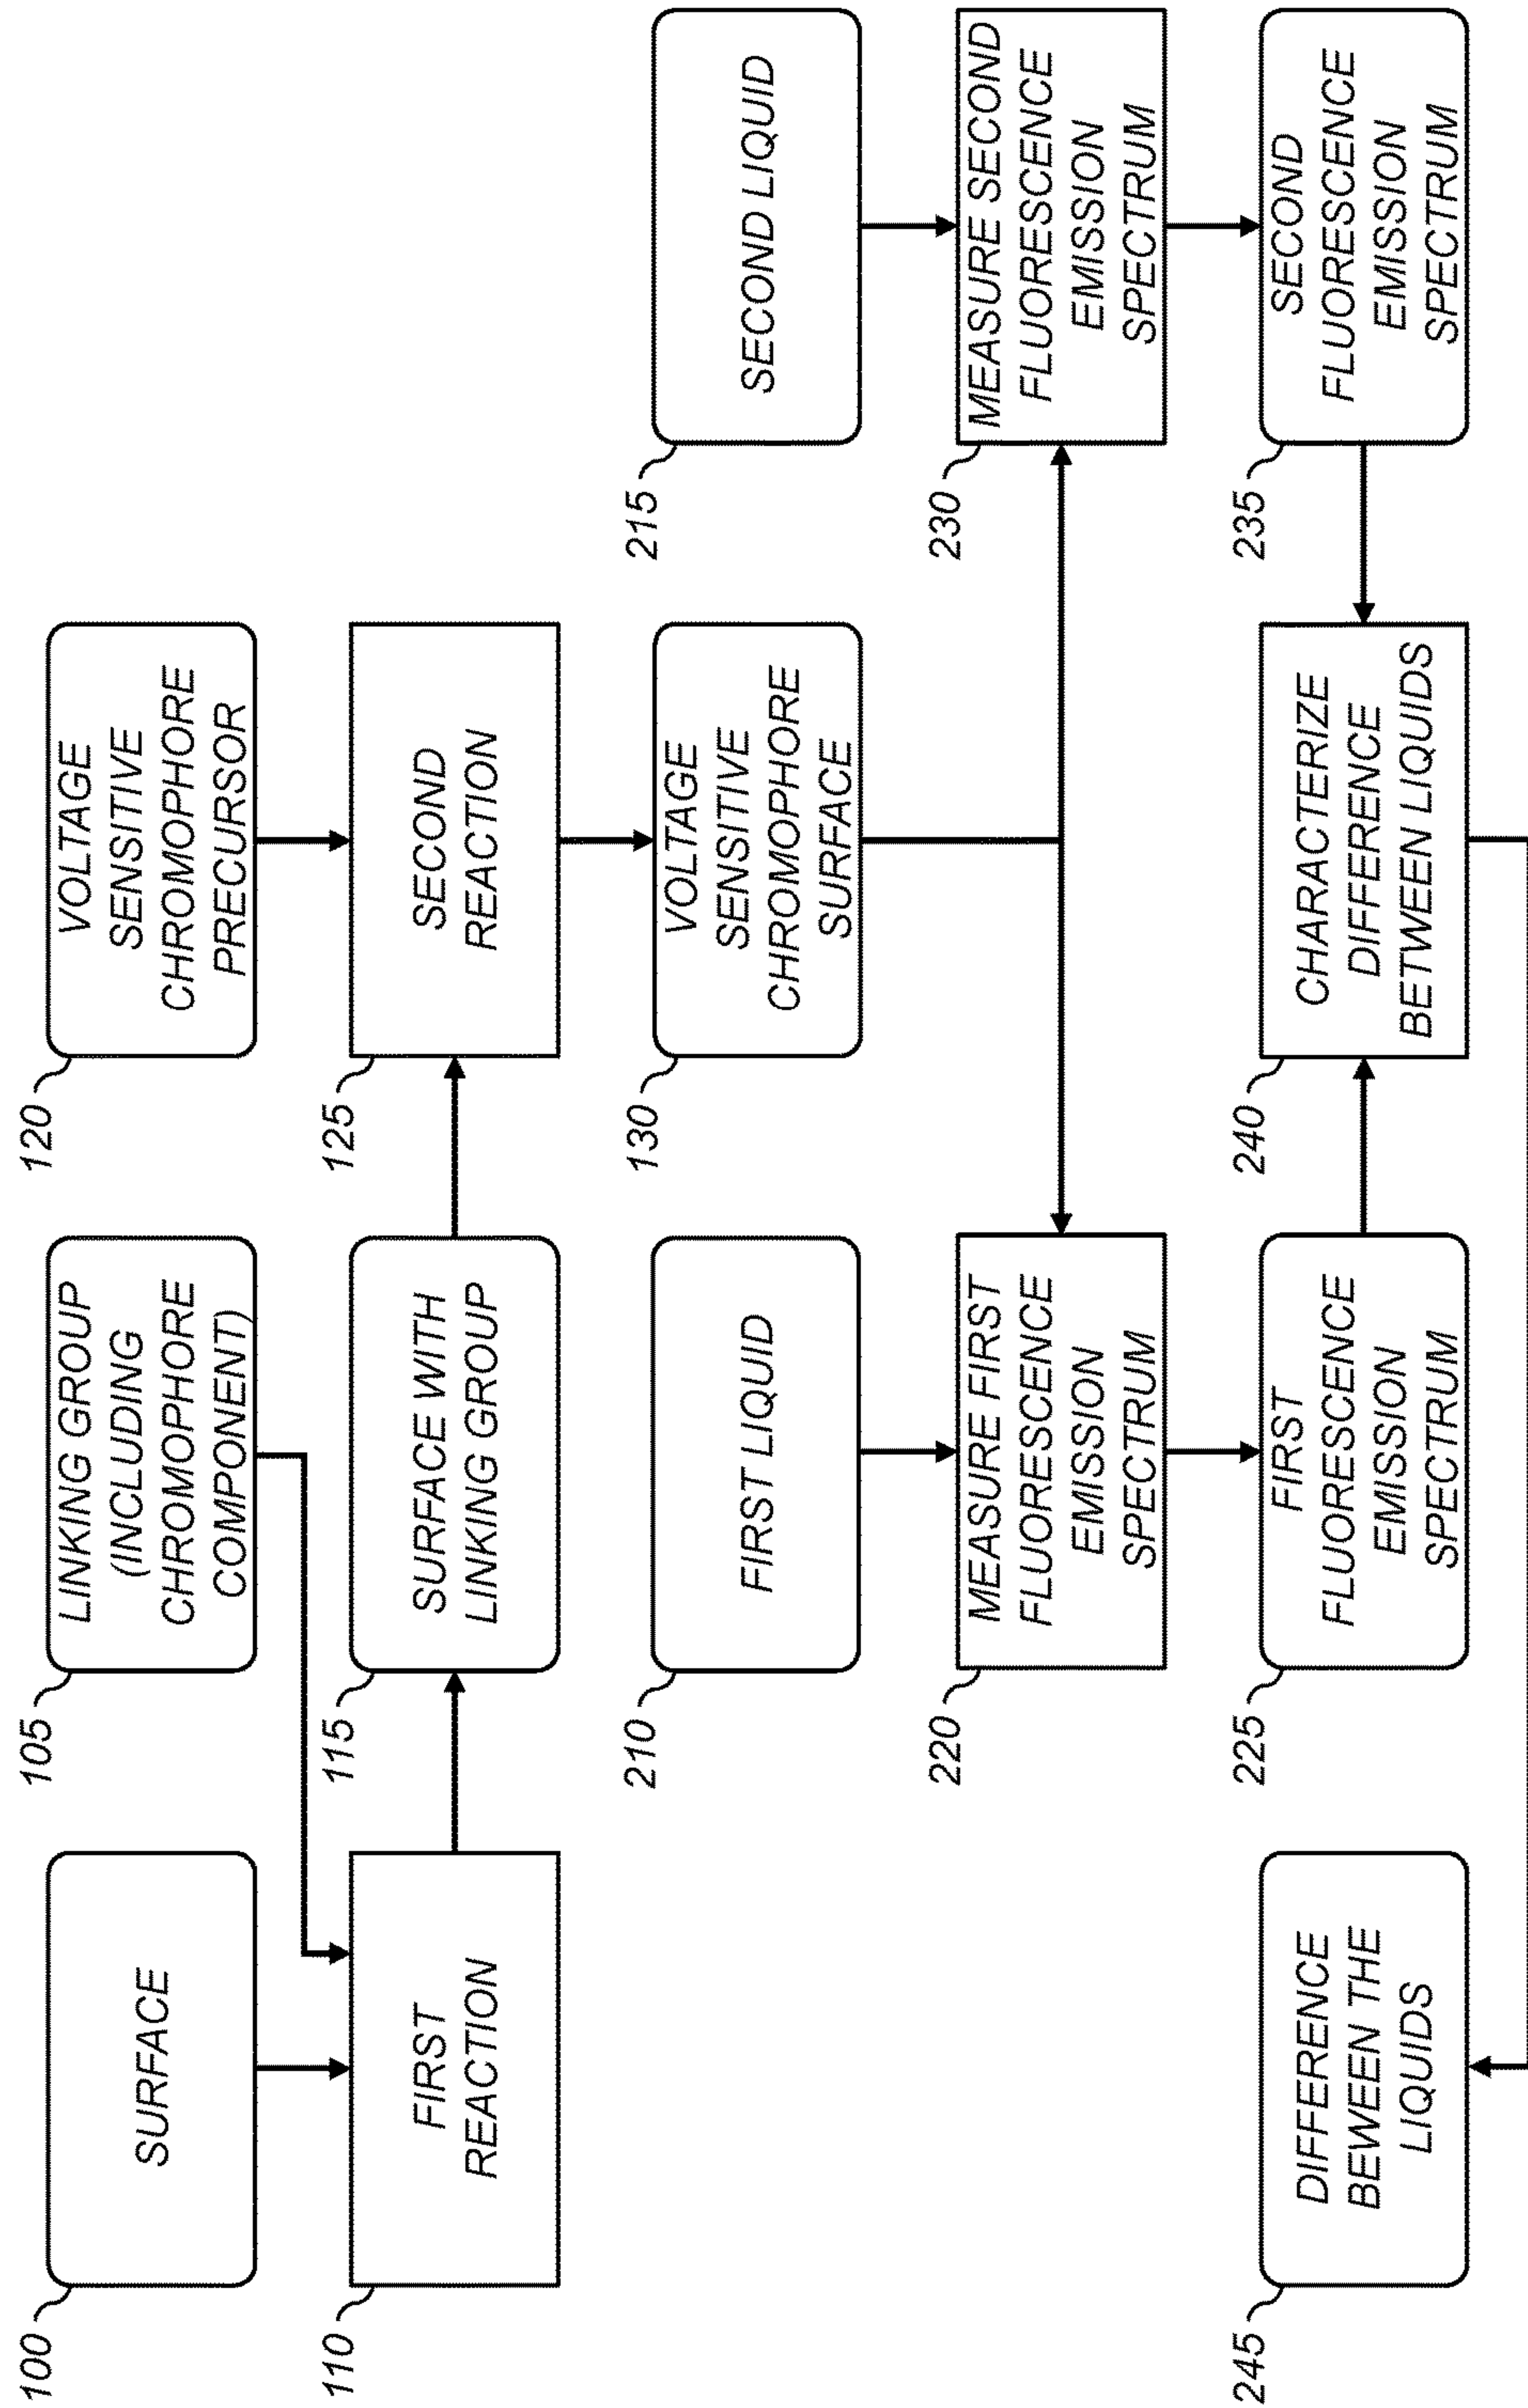 100
SURFACE
105
LINKING GROUP
(INCLUDING
CHROMOPHORE
COMPONENT)
120
VOLTAGE
SENSITIVE
CHROMOPHORE
PRECURSOR
110
FIRST
REACTION
115
SURFACE WITH
LINKING GROUP
125
SECOND
REACTION
210
FIRST LIQUID
130
VOLTAGE
SENSITIVE
CHROMOPHORE
SURFACE
215
SECOND LIQUID
220
MEASURE FIRST
FLUORESCENCE
EMISSION
SPECTRUM
230
MEASURE SECOND
FLUORESCENCE
EMISSION
SPECTRUM
245
DIFFERENCE
BEWEEN THE
LIQUIDS
225
FIRST
FLUORESCENCE
EMISSION
SPECTRUM
240
CHARACTERIZE
DIFFERENCE
BETWEEN LIQUIDS
235
SECOND
FLUORESCENCE
EMISSION
SPECTRUM